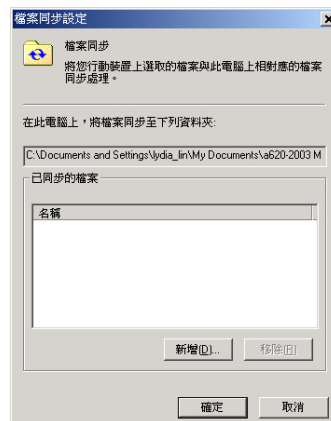 檔案同步設定
檔案同步
將您行動裝置上選取的檔案與此電腦上相對應的檔案
同步處理。
在此電腦上，將檔案同步至下列資料夾:
C:\Documents and Settings\lydia_lin\My Documents\a620-2003 M
已同步的檔案
名稱
新增(D)...
移除(R)
確定
取消